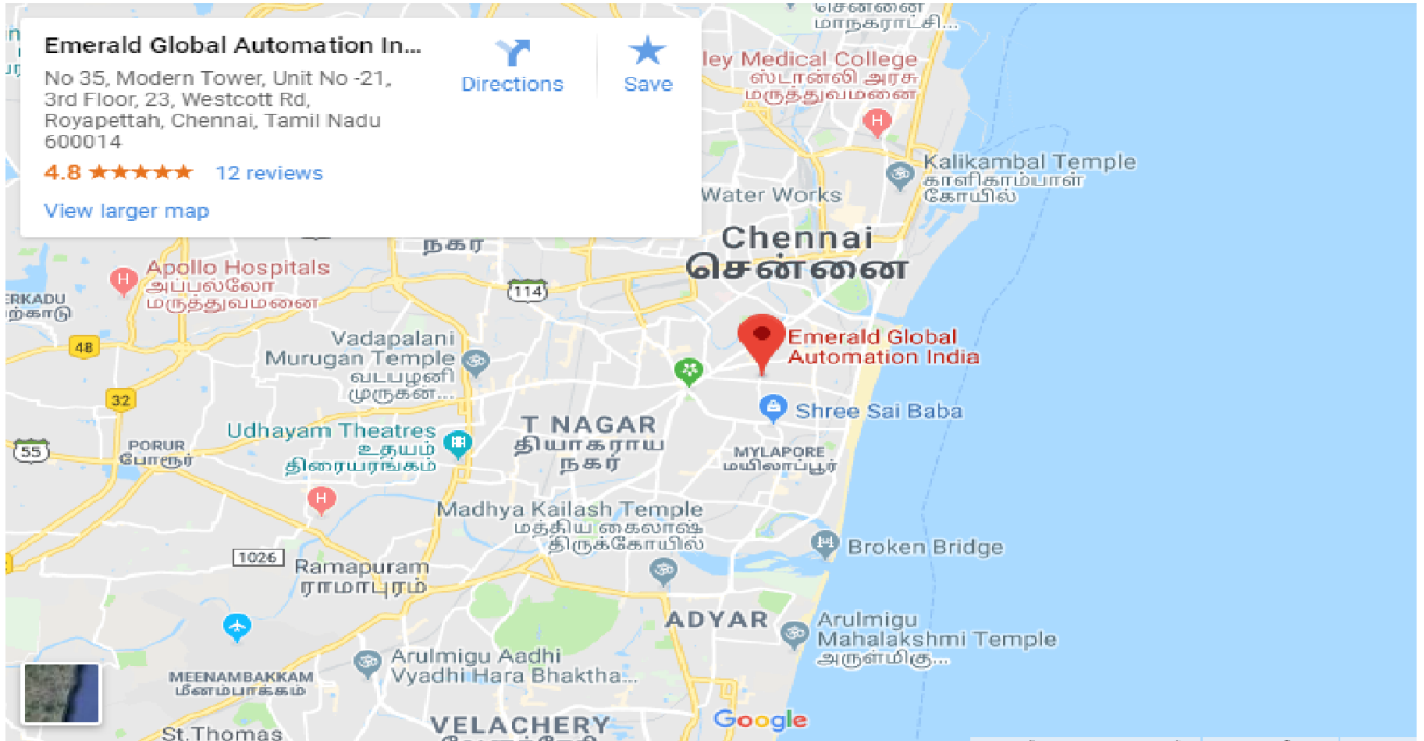 Emerald Global Automation In...
No 35, Modern Tower, Unit No -21,
3rd Floor, 23, Westcott Rd,
Royapettah, Chennai, Tamil Nadu
600014
4.8
12 reviews
View larger map
Directions
Save
சென்னை
மாநகராட்சி...
ley Medical College
ஸ்டான்லி அரசு
மருத்துவமனை
H
Kalikambal Temple
காளிகாம்பாள்
கோயில்
Water Works
Chennai
சென்னை
நகர்
Apollo Hospitals
அப்பல்லோ
மருத்துவமனை
H
114
ERKADU
ற்காடு
48
Vadapalani
Murugan Temple
வடபழனி
முருகன்...
Emerald Global
Automation India
32
Shree Sai Baba
T NAGAR
தியாகராய
நகர்
Udhayam Theatres
உதயம்
திரையரங்கம்
55
PORUR
போரூர்
MYLAPORE
மயிலாப்பூர்
H
Madhya Kailash Temple
மத்திய கைலாஷ்
திருக்கோயில்
Broken Bridge
1026
Ramapuram
ராமாபுரம்
ADYAR
Arulmigu
Mahalakshmi Temple
அருள்மிகு...
Arulmigu Aadhi
Vyadhi Hara Bhaktha...
MEENAMBAKKAM
மீனம்பாக்கம்
VELACHERY
Google
St.Thomas